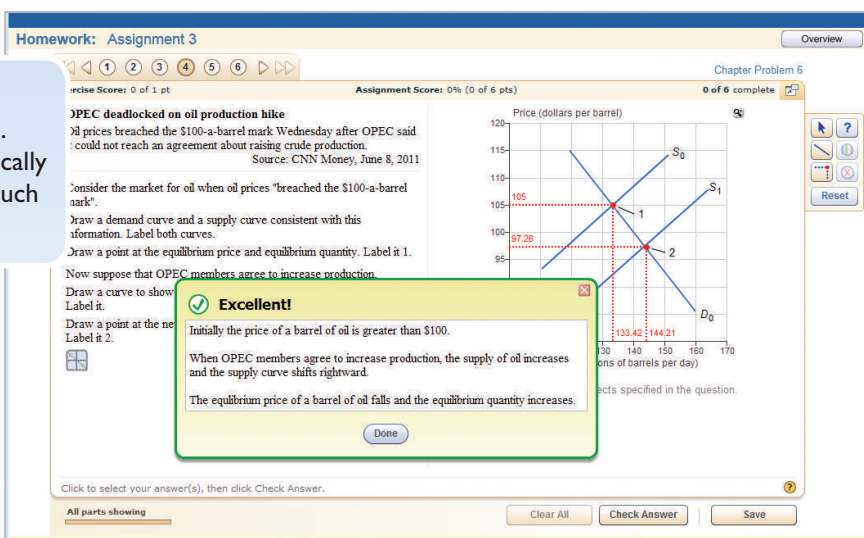 Homework: Assignment 3
Overview
1 2 3 4 5 6
Chapter Problem 6
ercise Score: 0 of 1 pt
Assignment Score: 0% (0 of 6 pts)
0 of 6 complete
.
cally
uch
OPEC deadlocked on oil production hike
Oil prices breached the $100-a-barrel mark Wednesday after OPEC said
t could not reach an agreement about raising crude production.
Source: CNN Money, June 8, 2011
Consider the market for oil when oil prices "breached the $100-a-barrel
mark".
Draw a demand curve and a supply curve consistent with this
information. Label both curves.
Draw a point at the equilibrium price and equilibrium quantity. Label it 1.
Now suppose that OPEC members agree to increase production.
Draw a curve to show
Label it.
Draw a point at the ne
Label it 2.
Price (dollars per barrel)
120
115
110
105
100
95
105
97.26
S0
S1
1
2
D0
133.42
144.21
130 140 150 160 170
ons of barrels per day)
ects specified in the question.
?
Reset
Excellent!
Initially the price of a barrel of oil is greater than $100.
When OPEC members agree to increase production, the supply of oil increases
and the supply curve shifts rightward.
The equlibrium price of a barrel of oil falls and the equilibrium quantity increases.
Done
Click to select your answer(s), then click Check Answer.
?
All parts showing
Clear All
Check Answer
Save